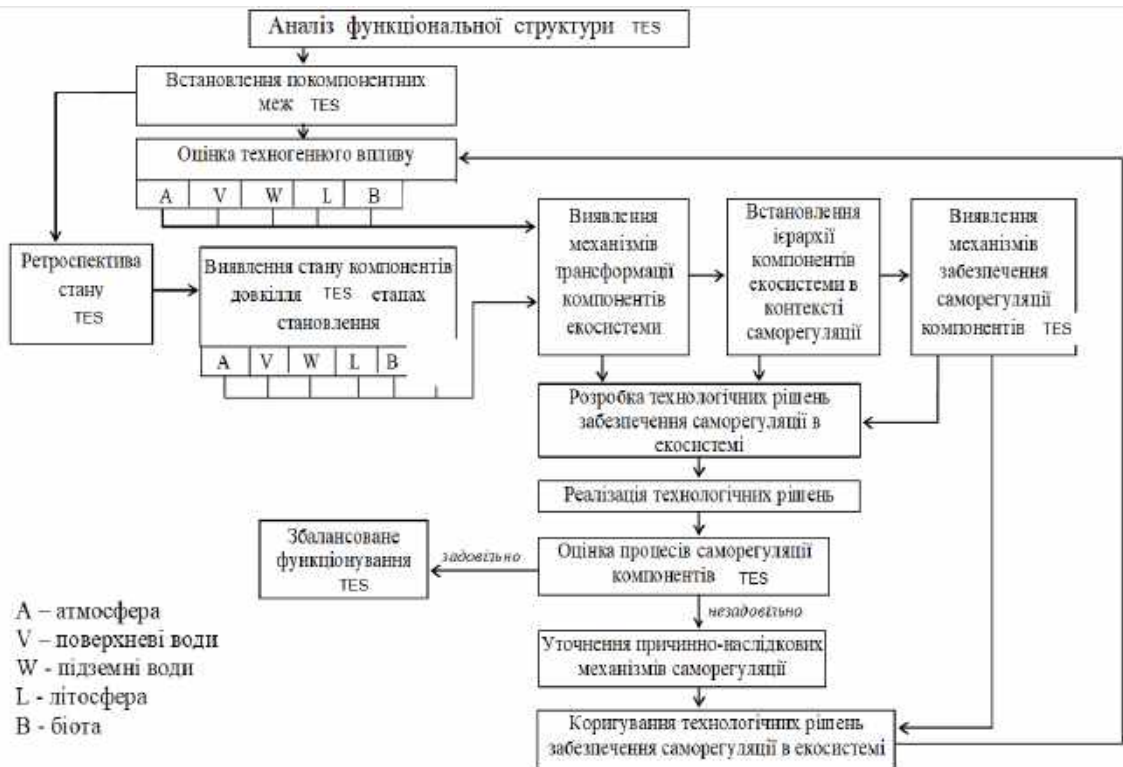 Аналіз функціональної структури TES
Встановлення покомпонентних
меж TES
Оцінка техногенного впливу
A V W L B
Ретроспектива
стану
TES
Виявлення стану компонентів
довкілля TES етапах
становлення
A V W L B
Виявлення
механізмів
трансформації
компонентів
екосистеми
Встановлення
ієрархії
компонентів
екосистеми в
контексті
саморегуляції
Виявлення
механізмів
забезпечення
саморегуляції
компонентів TES
Розробка технологічних рішень
забезпечення саморегуляції в
екосистемі
Реалізація технологічних рішень
Оцінка процесів саморегуляції
компонентів TES
задовільно
Збалансоване
функціонування
TES
незадовільно
Уточнення причинно-наслідкових
механізмів саморегуляції
Коригування технологічних рішень
забезпечення саморегуляції в екосистемі
A – атмосфера
V – поверхневі води
W - підземні води
L - літосфера
B - біота